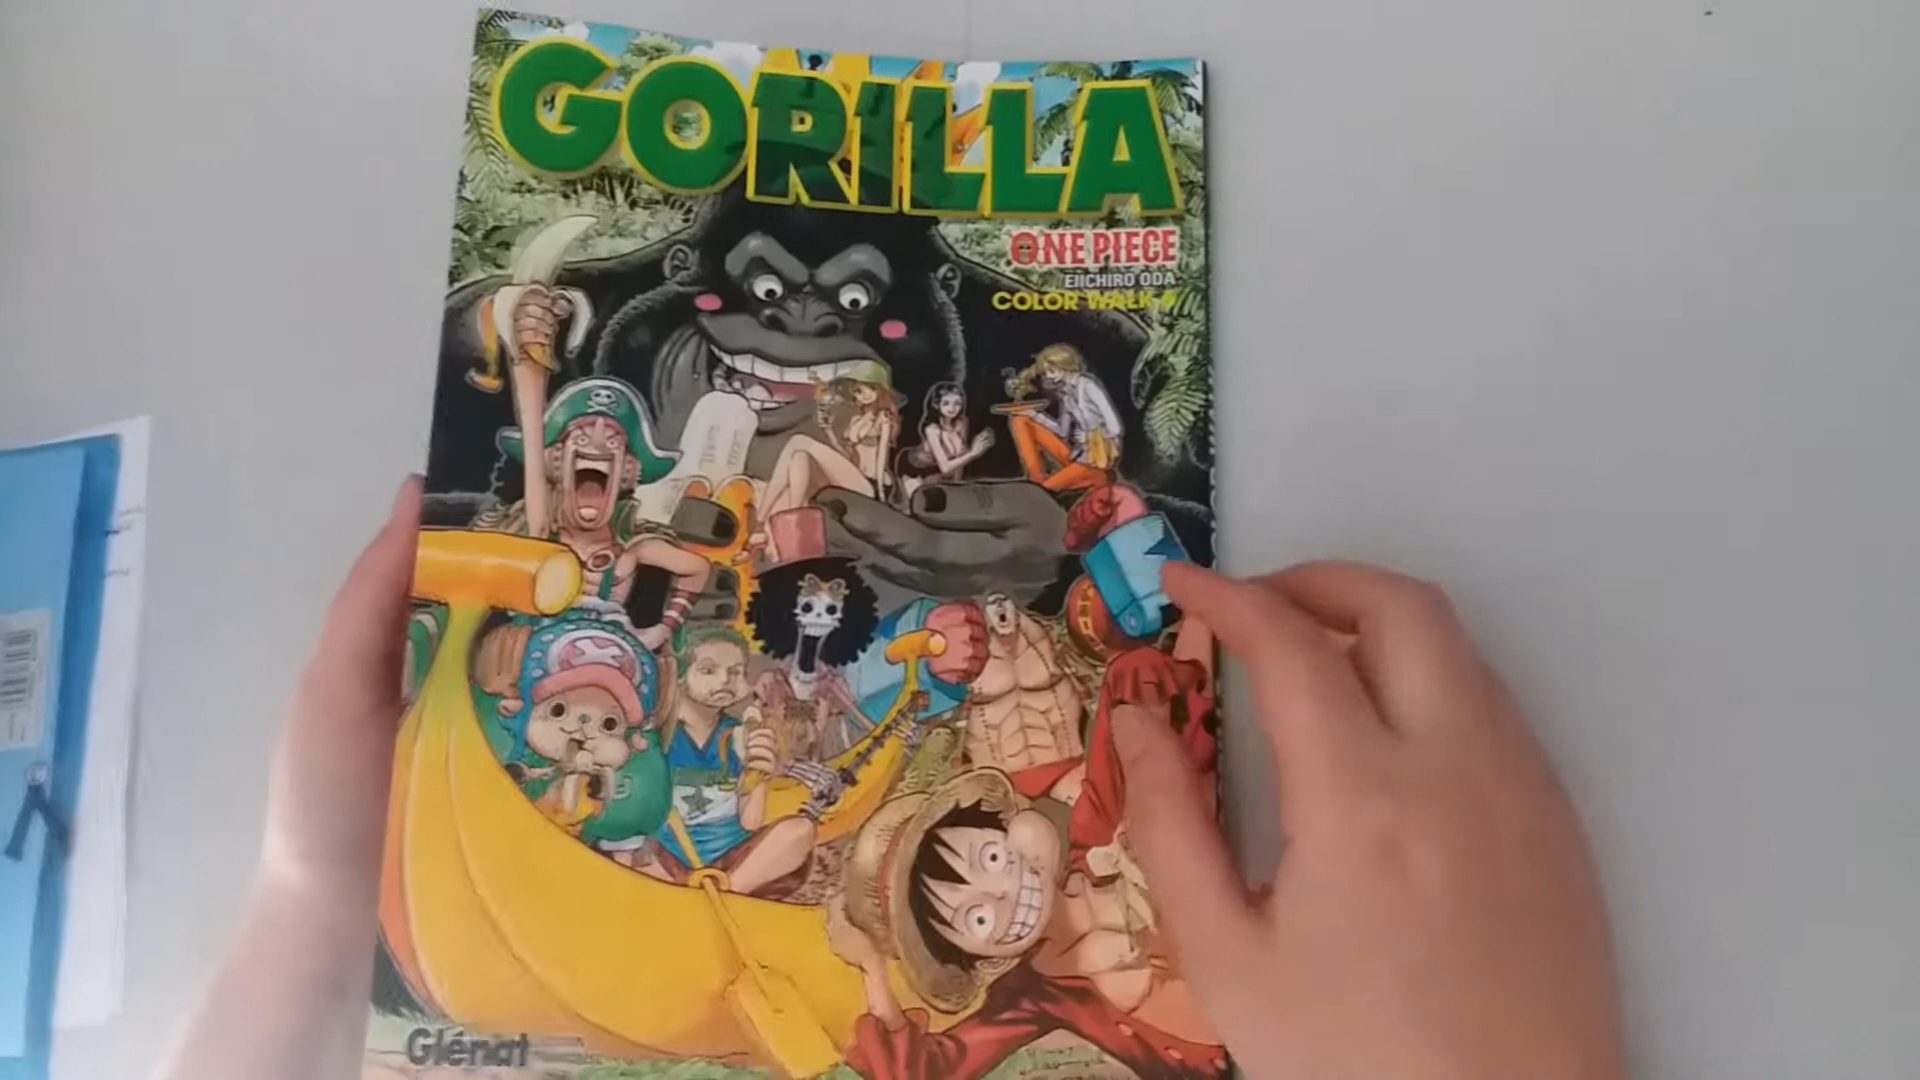 GORILLA
ONE PIECE
EIICHIRO ODA
COLOR WALK
Glénat